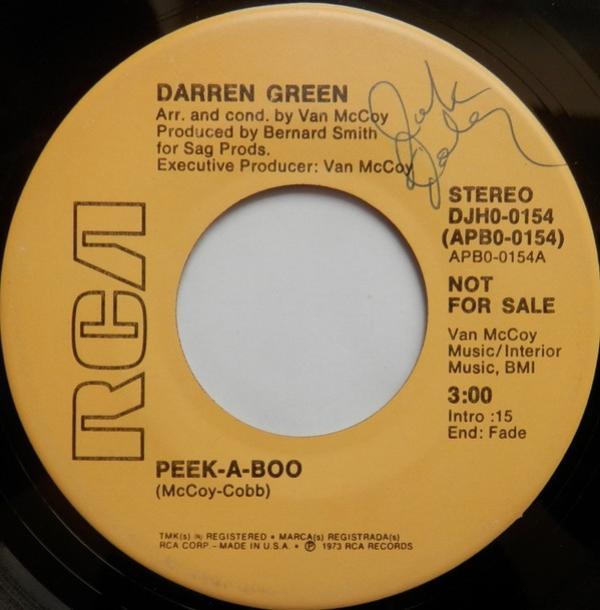 DARREN GREEN
Arr. and cond. by Van McCoy
Produced by Bernard Smith
for Sag Prods.
Executive Producer: Van McCoy
STEREO
DJH0-0154
(APB0-0154)
APB0-0154A
NOT
FOR SALE
Van McCoy
Music/Interior
Music, BMI
3:00
Intro :15
End: Fade
RCA
PEEK-A-BOO
(McCoy-Cobb)
TMK(s) ® REGISTERED • MARCA(s) REGISTRADA(s)
RCA CORP.-MADE IN U.S.A. • ℗ 1973 RCA RECORDS